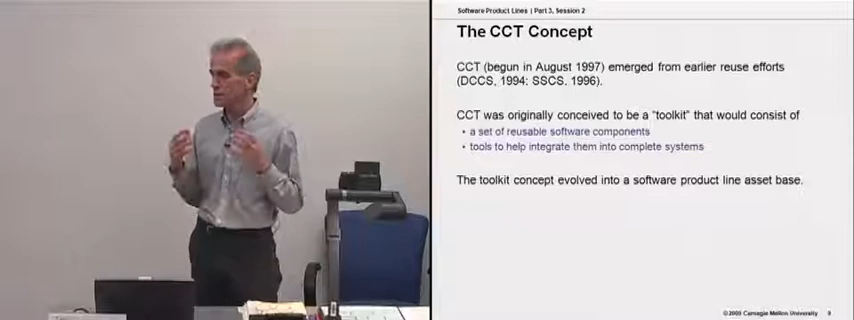 Software Product Lines | Part 3, Session 2
The CCT Concept
CCT (begun in August 1997) emerged from earlier reuse efforts
(DCCS, 1994: SSCS. 1996).
CCT was originally conceived to be a "toolkit" that would consist of
• a set of reusable software components
• tools to help integrate them into complete systems
The toolkit concept evolved into a software product line asset base.
Carnegie Mellon University